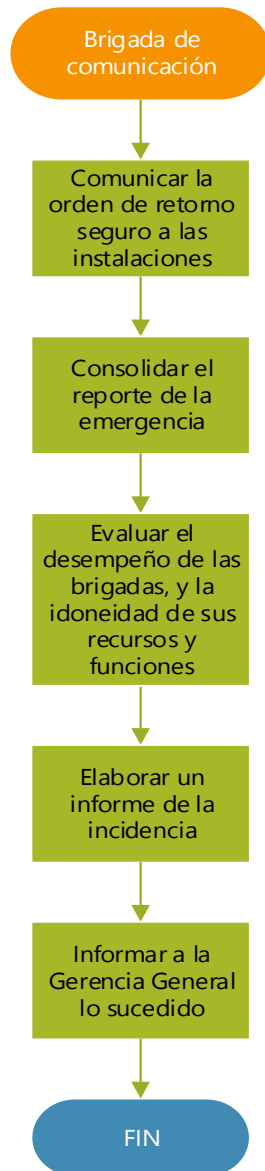 Brigada de
comunicación
Comunicar la
orden de retorno
seguro a las
instalaciones
Consolidar el
reporte de la
emergencia
Evaluar el
desempeño de las
brigadas, y la
idoneidad de sus
recursos y
funciones
Elaborar un
informe de la
incidencia
Informar a la
Gerencia General
lo sucedido
FIN